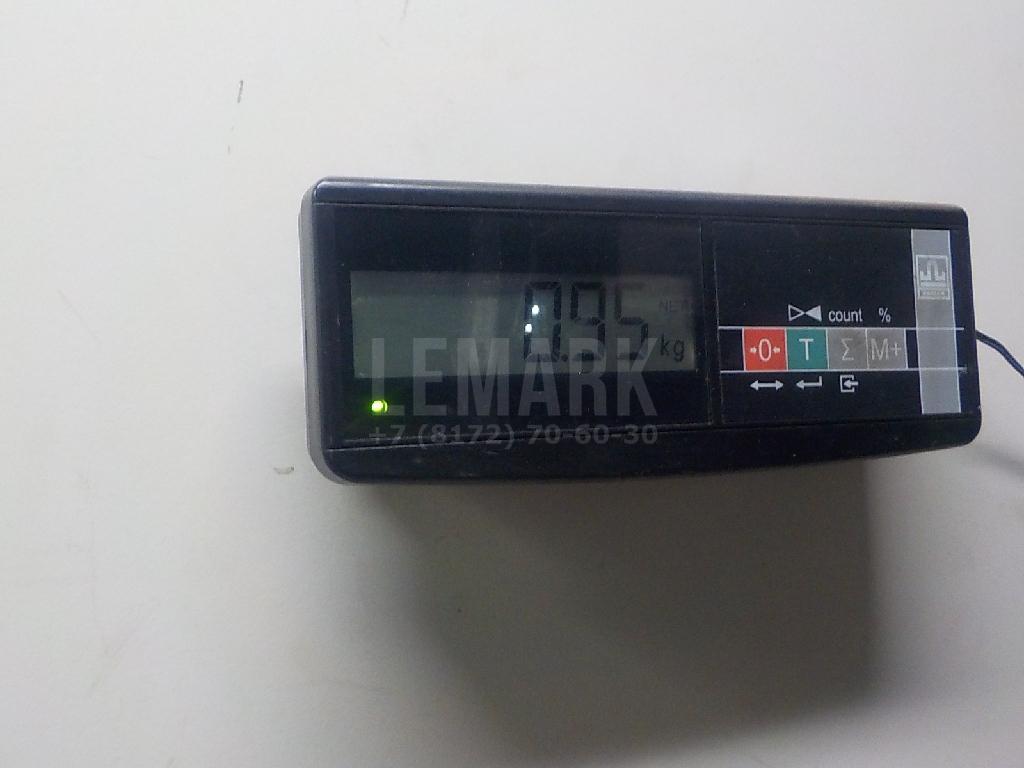 0.95
NET
kg
count %
→0← T Σ M+
LEMARK
+7 (8172) 70-60-30